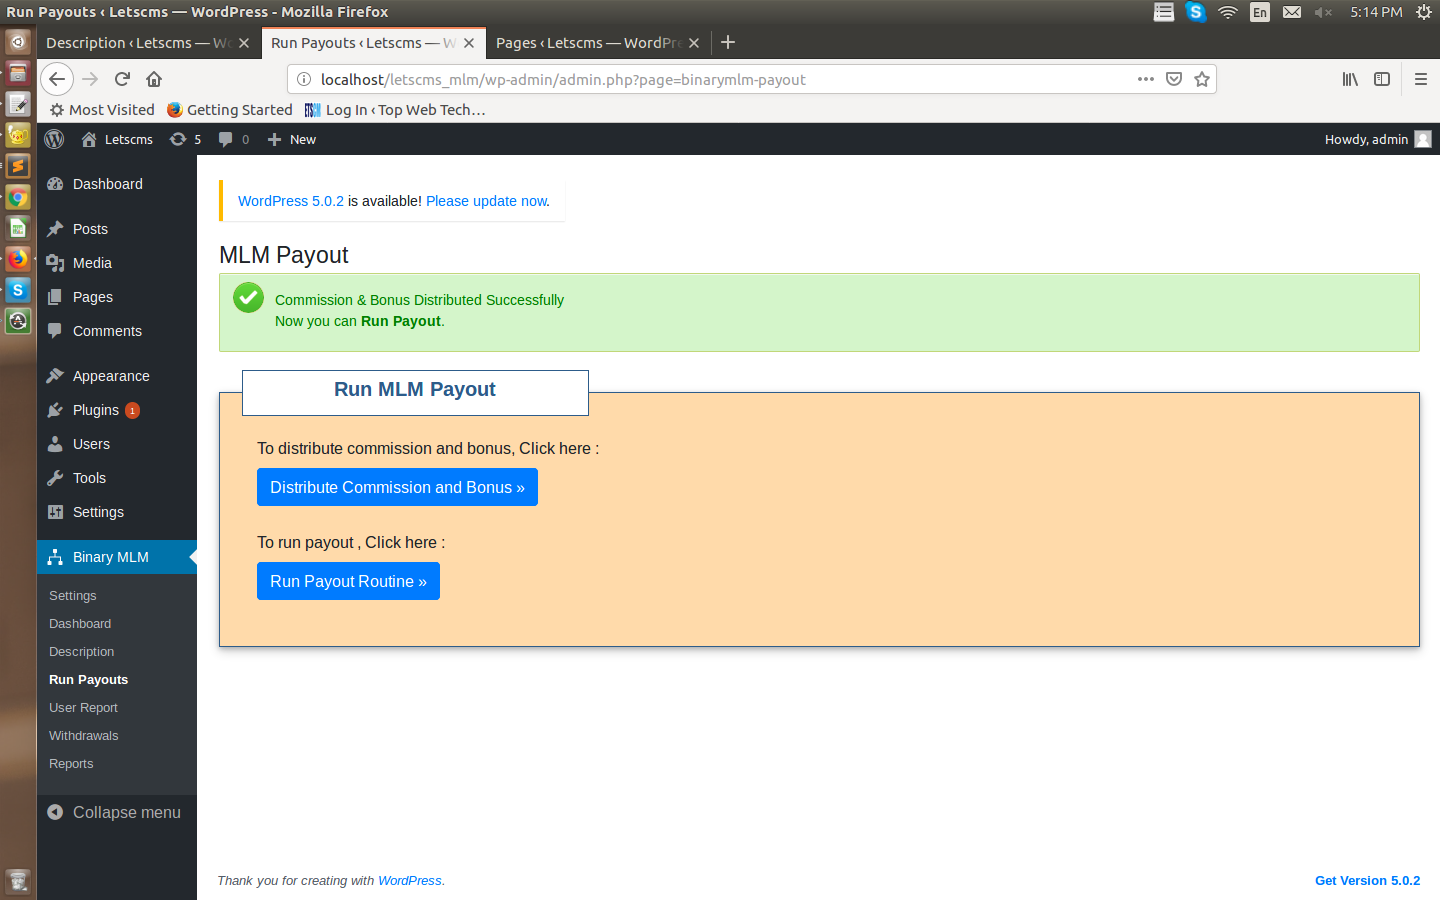 Run Payouts ‹ Letscms — WordPress - Mozilla Firefox
En
5:14 PM
Description ‹ Letscms — Wo
Run Payouts ‹ Letscms — W
Pages ‹ Letscms — WordPre
localhost/letscms_mlm/wp-admin/admin.php?page=binarymlm-payout
Most Visited
Getting Started
Log In ‹ Top Web Tech…
Letscms
5
0
New
Howdy, admin
Dashboard
Posts
Media
Pages
Comments
Appearance
Plugins 1
Users
Tools
Settings
Binary MLM
Settings
Dashboard
Description
Run Payouts
User Report
Withdrawals
Reports
Collapse menu
WordPress 5.0.2 is available! Please update now.
MLM Payout
Commission & Bonus Distributed Successfully
Now you can Run Payout.
Run MLM Payout
To distribute commission and bonus, Click here :
Distribute Commission and Bonus »
To run payout , Click here :
Run Payout Routine »
Thank you for creating with WordPress.
Get Version 5.0.2